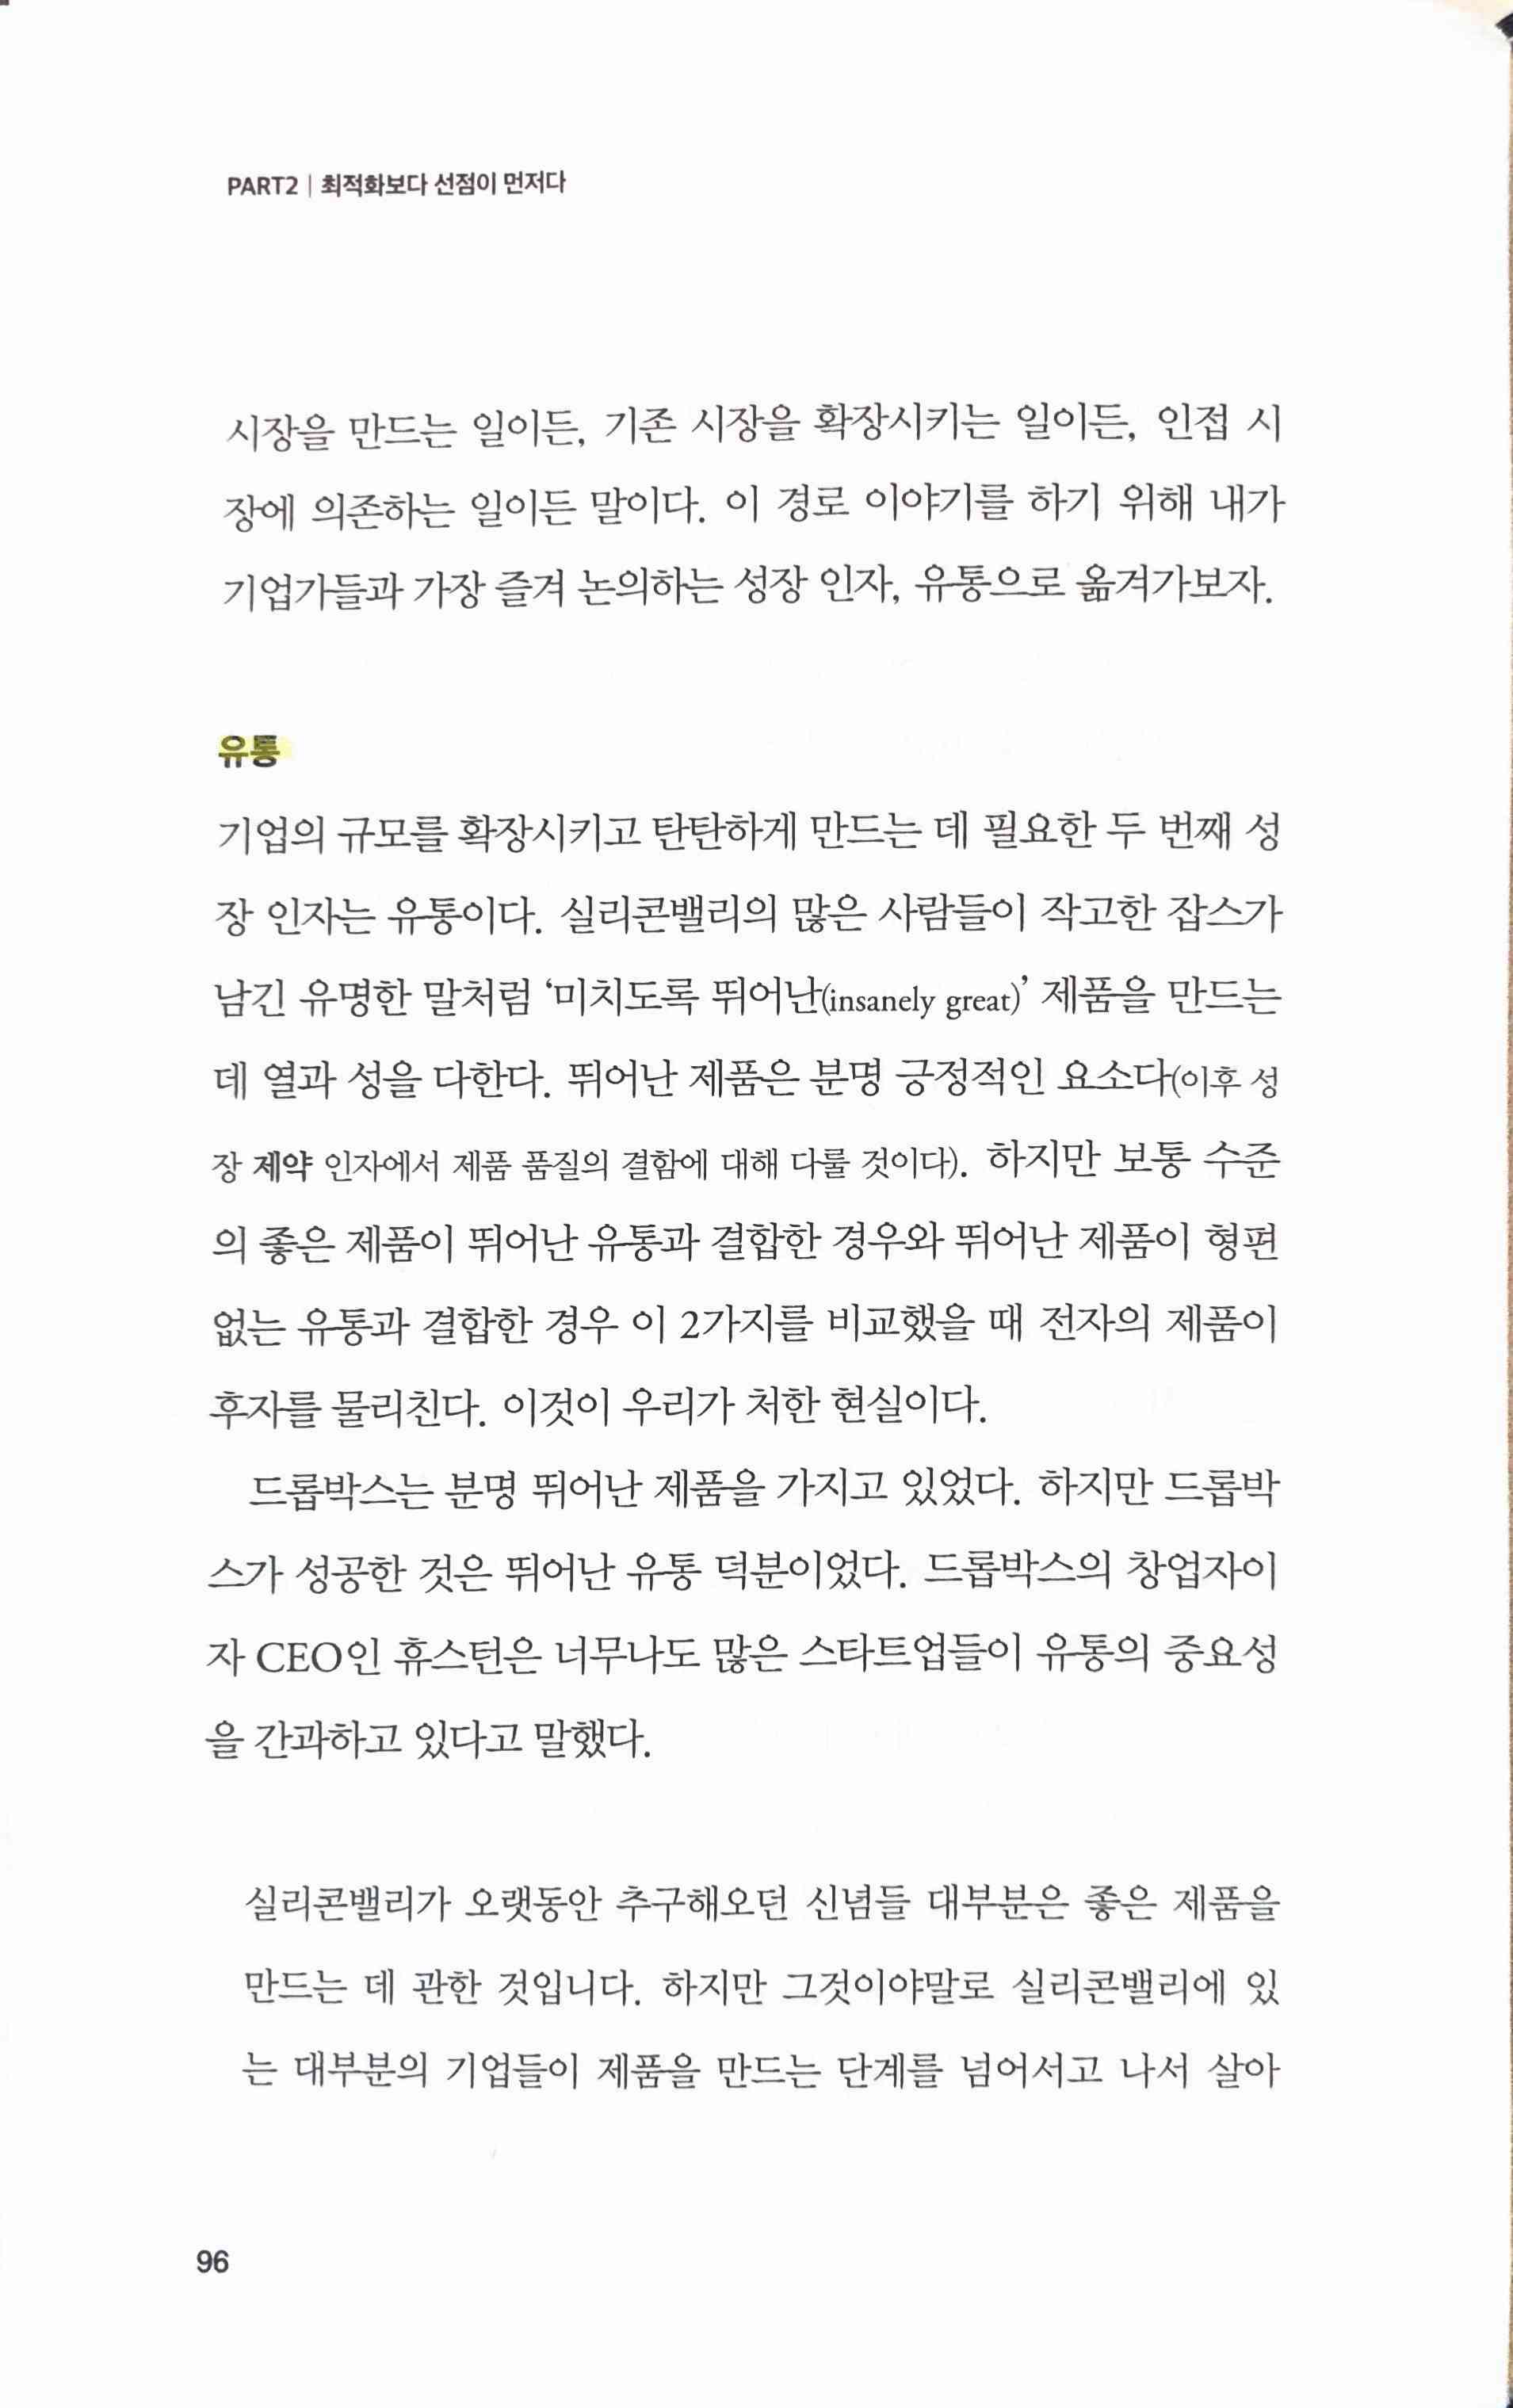 PART2 | 최적화보다 선점이 먼저다
시장을 만드는 일이든, 기존 시장을 확장시키는 일이든, 인접 시
장에 의존하는 일이든 말이다. 이 경로 이야기를 하기 위해 내가
기업가들과 가장 즐겨 논의하는 성장 인자, 유통으로 옮겨가보자.
유통
기업의 규모를 확장시키고 탄탄하게 만드는 데 필요한 두 번째 성
장 인자는 유통이다. 실리콘밸리의 많은 사람들이 작고한 잡스가
남긴 유명한 말처럼 ‘미치도록 뛰어난(insanely great)’ 제품을 만드는
데 열과 성을 다한다. 뛰어난 제품은 분명 긍정적인 요소다(이후 성
장 제약 인자에서 제품 품질의 결함에 대해 다룰 것이다). 하지만 보통 수준
의 좋은 제품이 뛰어난 유통과 결합한 경우와 뛰어난 제품이 형편
없는 유통과 결합한 경우 이 2가지를 비교했을 때 전자의 제품이
후자를 물리친다. 이것이 우리가 처한 현실이다.
드롭박스는 분명 뛰어난 제품을 가지고 있었다. 하지만 드롭박
스가 성공한 것은 뛰어난 유통 덕분이었다. 드롭박스의 창업자이
자 CEO인 휴스턴은 너무나도 많은 스타트업들이 유통의 중요성
을 간과하고 있다고 말했다.
실리콘밸리가 오랫동안 추구해오던 신념들 대부분은 좋은 제품을
만드는 데 관한 것입니다. 하지만 그것이야말로 실리콘밸리에 있
는 대부분의 기업들이 제품을 만드는 단계를 넘어서고 나서 살아
96